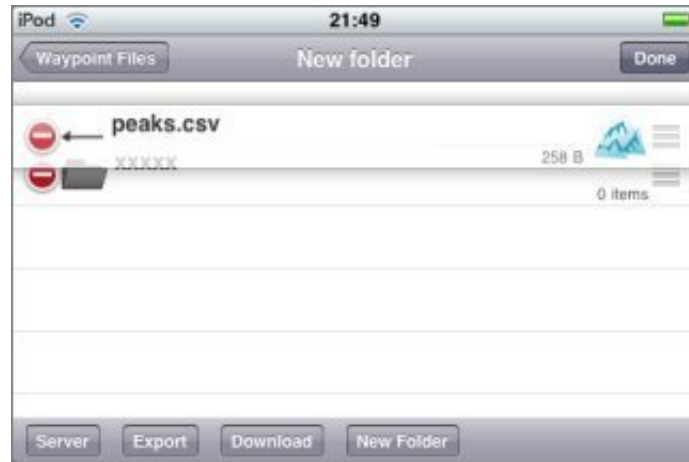 iPod 21:49
Waypoint Files New folder Done
peaks.csv
258 B
xxxxx
0 items
Server Export Download New Folder